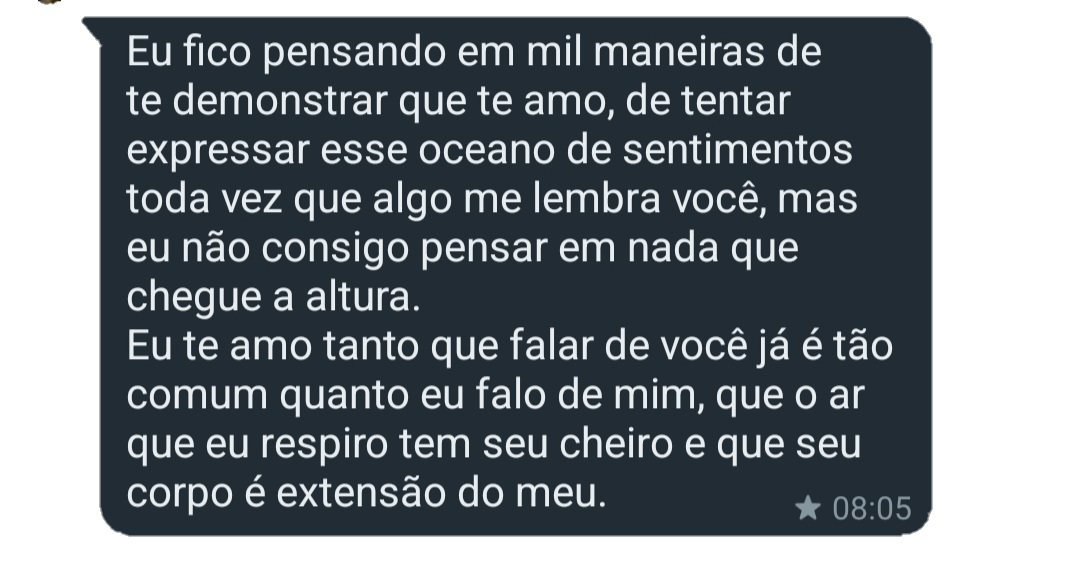 Eu fico pensando em mil maneiras de
te demonstrar que te amo, de tentar
expressar esse oceano de sentimentos
toda vez que algo me lembra você, mas
eu não consigo pensar em nada que
chegue a altura.
Eu te amo tanto que falar de você já é tão
comum quanto eu falo de mim, que o ar
que eu respiro tem seu cheiro e que seu
corpo é extensão do meu.
★ 08:05